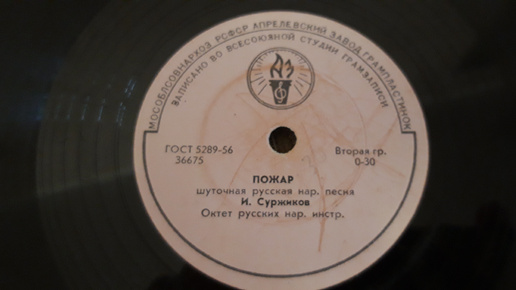 МОСОБЛСОВНАРХОЗ РСФСР АПРЕЛЕВСКИЙ ЗАВОД ГРАМПЛАСТИНОК
ЗАПИСАНО ВО ВСЕСОЮЗНОЙ СТУДИИ ГРАМЗАПИСИ
АЗ
ГОСТ 5289-56
36675
Вторая гр.
0-30
ПОЖАР
шуточная русская нар. песня
И. Суржиков
Октет русских нар. инстр.